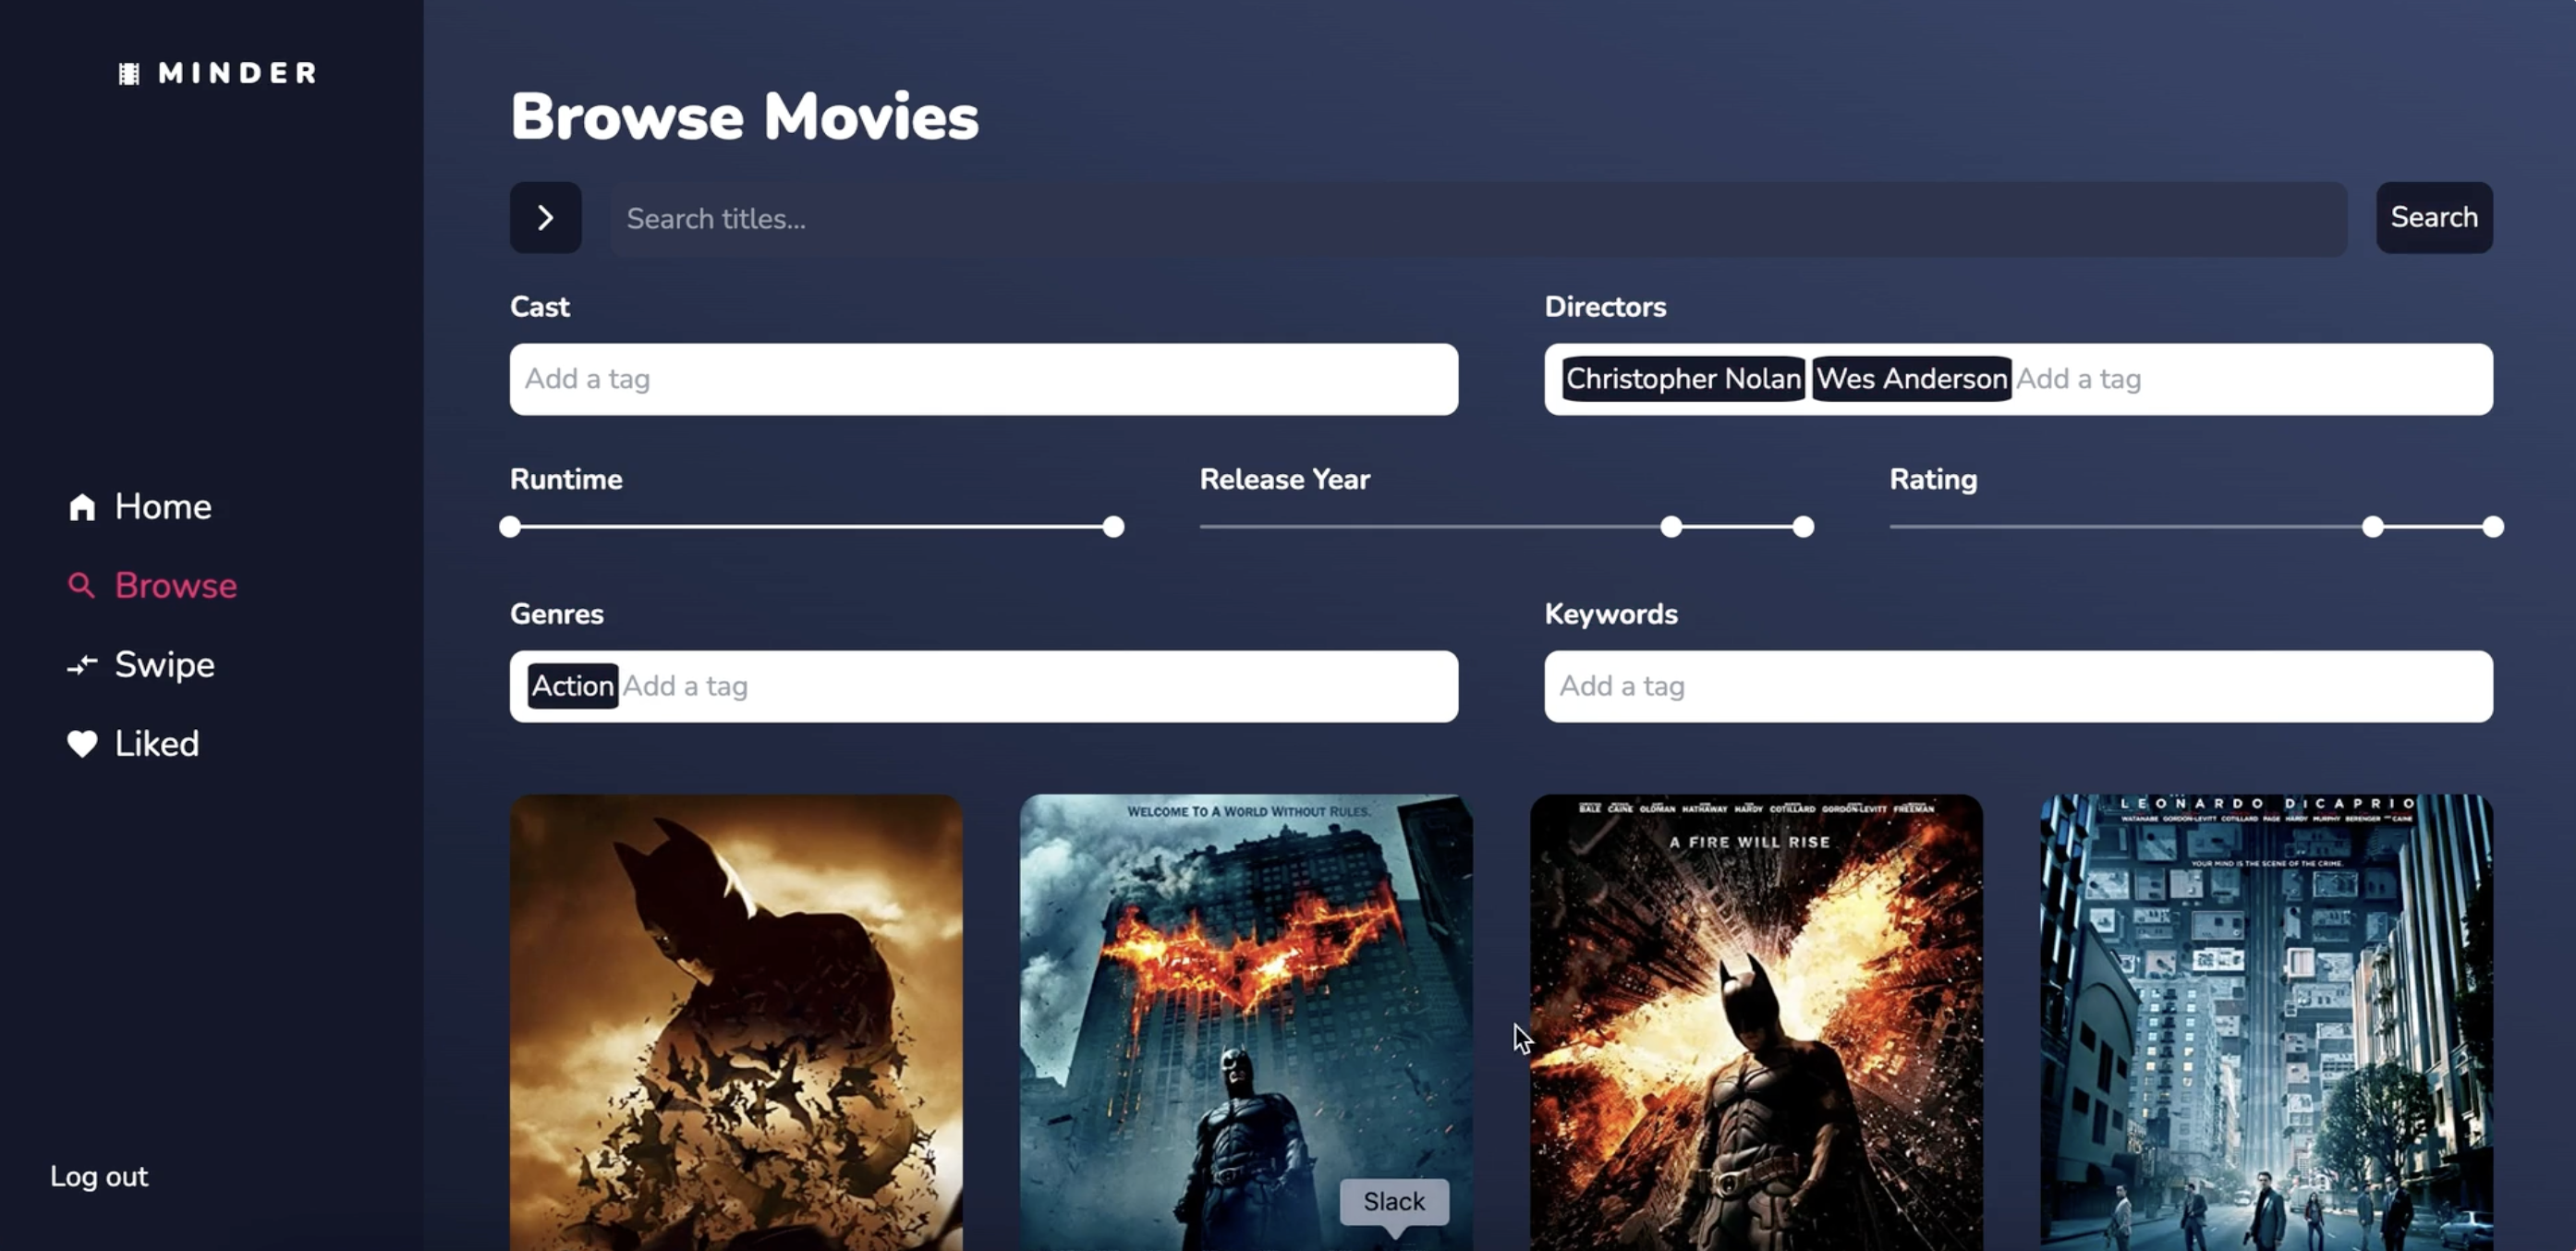 MINDER
Browse Movies
Search titles...
Search
Cast
Directors
Add a tag
Christopher Nolan Wes Anderson Add a tag
Runtime
Release Year
Rating
Home
Browse
Swipe
Liked
Genres
Keywords
Action Add a tag
Add a tag
WELCOME TO A WORLD WITHOUT RULES.
BALE CAINE OLDMAN HATHAWAY HARDY COTILLARD GORDON-LEVITT FREEMAN
A FIRE WILL RISE
LEONARDO DiCAPRIO
WATANABE GORDON-LEVITT COTILLARD PAGE HARDY MURPHY BERENGER AND CAINE
YOUR MIND IS THE SCENE OF THE CRIME.
Log out
Slack